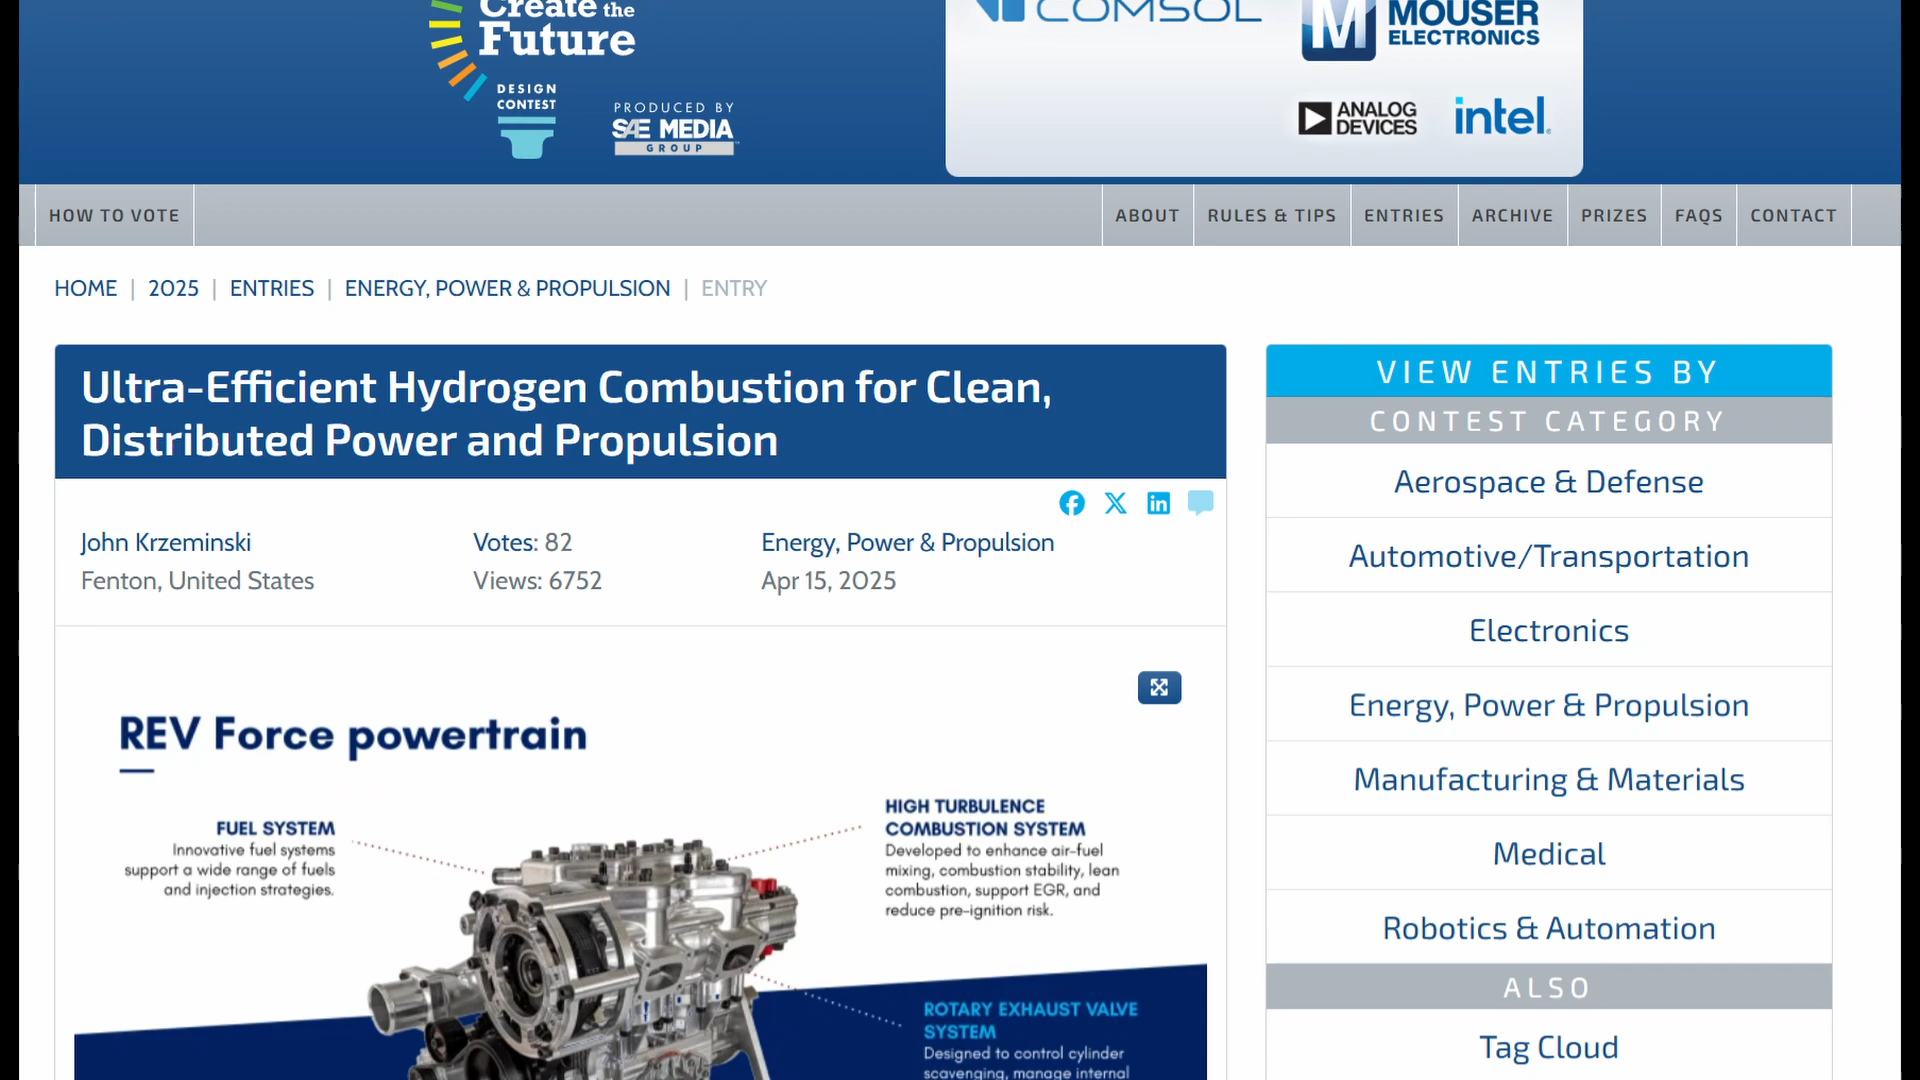 Create the
Future
DESIGN
CONTEST
PRODUCED BY
SAE MEDIA
GROUP
COMSOL
M MOUSER
ELECTRONICS
ANALOG
DEVICES
intel.
HOW TO VOTE
ABOUT
RULES & TIPS
ENTRIES
ARCHIVE
PRIZES
FAQS
CONTACT
HOME | 2025 | ENTRIES | ENERGY, POWER & PROPULSION | ENTRY
Ultra-Efficient Hydrogen Combustion for Clean,
Distributed Power and Propulsion
John Krzeminski
Fenton, United States
Votes: 82
Views: 6752
Energy, Power & Propulsion
Apr 15, 2025
REV Force powertrain
FUEL SYSTEM
Innovative fuel systems
support a wide range of fuels
and injection strategies.
HIGH TURBULENCE
COMBUSTION SYSTEM
Developed to enhance air-fuel
mixing, combustion stability, lean
combustion, support EGR, and
reduce pre-ignition risk.
ROTARY EXHAUST VALVE
SYSTEM
Designed to control cylinder
scavenging, manage internal
VIEW ENTRIES BY
CONTEST CATEGORY
Aerospace & Defense
Automotive/Transportation
Electronics
Energy, Power & Propulsion
Manufacturing & Materials
Medical
Robotics & Automation
ALSO
Tag Cloud